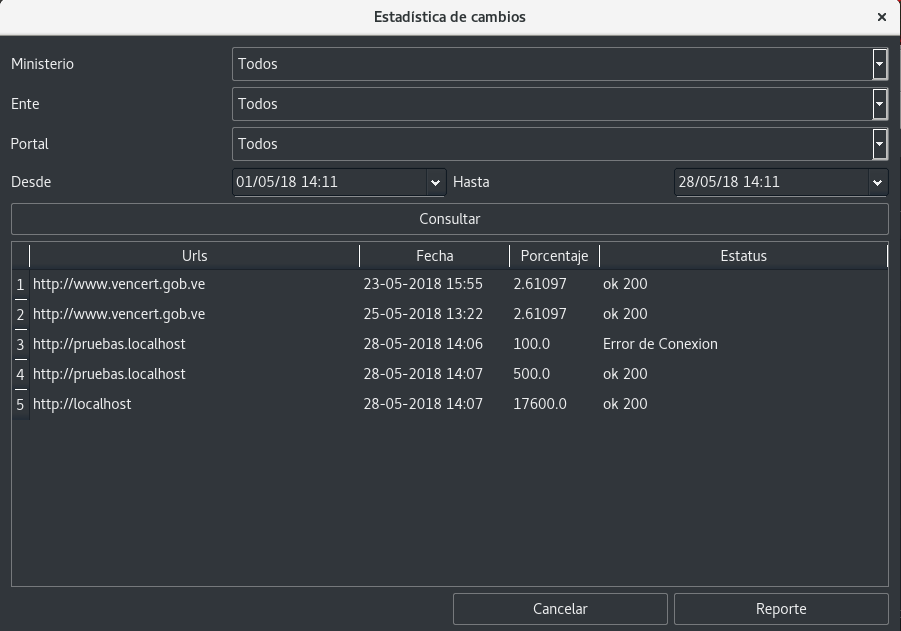 Estadística de cambios ×
Ministerio Todos
Ente Todos
Portal Todos
Desde 01/05/18 14:11 Hasta 28/05/18 14:11
Consultar
Urls Fecha Porcentaje Estatus
1 http://www.vencert.gob.ve 23-05-2018 15:55 2.61097 ok 200
2 http://www.vencert.gob.ve 25-05-2018 13:22 2.61097 ok 200
3 http://pruebas.localhost 28-05-2018 14:06 100.0 Error de Conexion
4 http://pruebas.localhost 28-05-2018 14:07 500.0 ok 200
5 http://localhost 28-05-2018 14:07 17600.0 ok 200
Cancelar Reporte